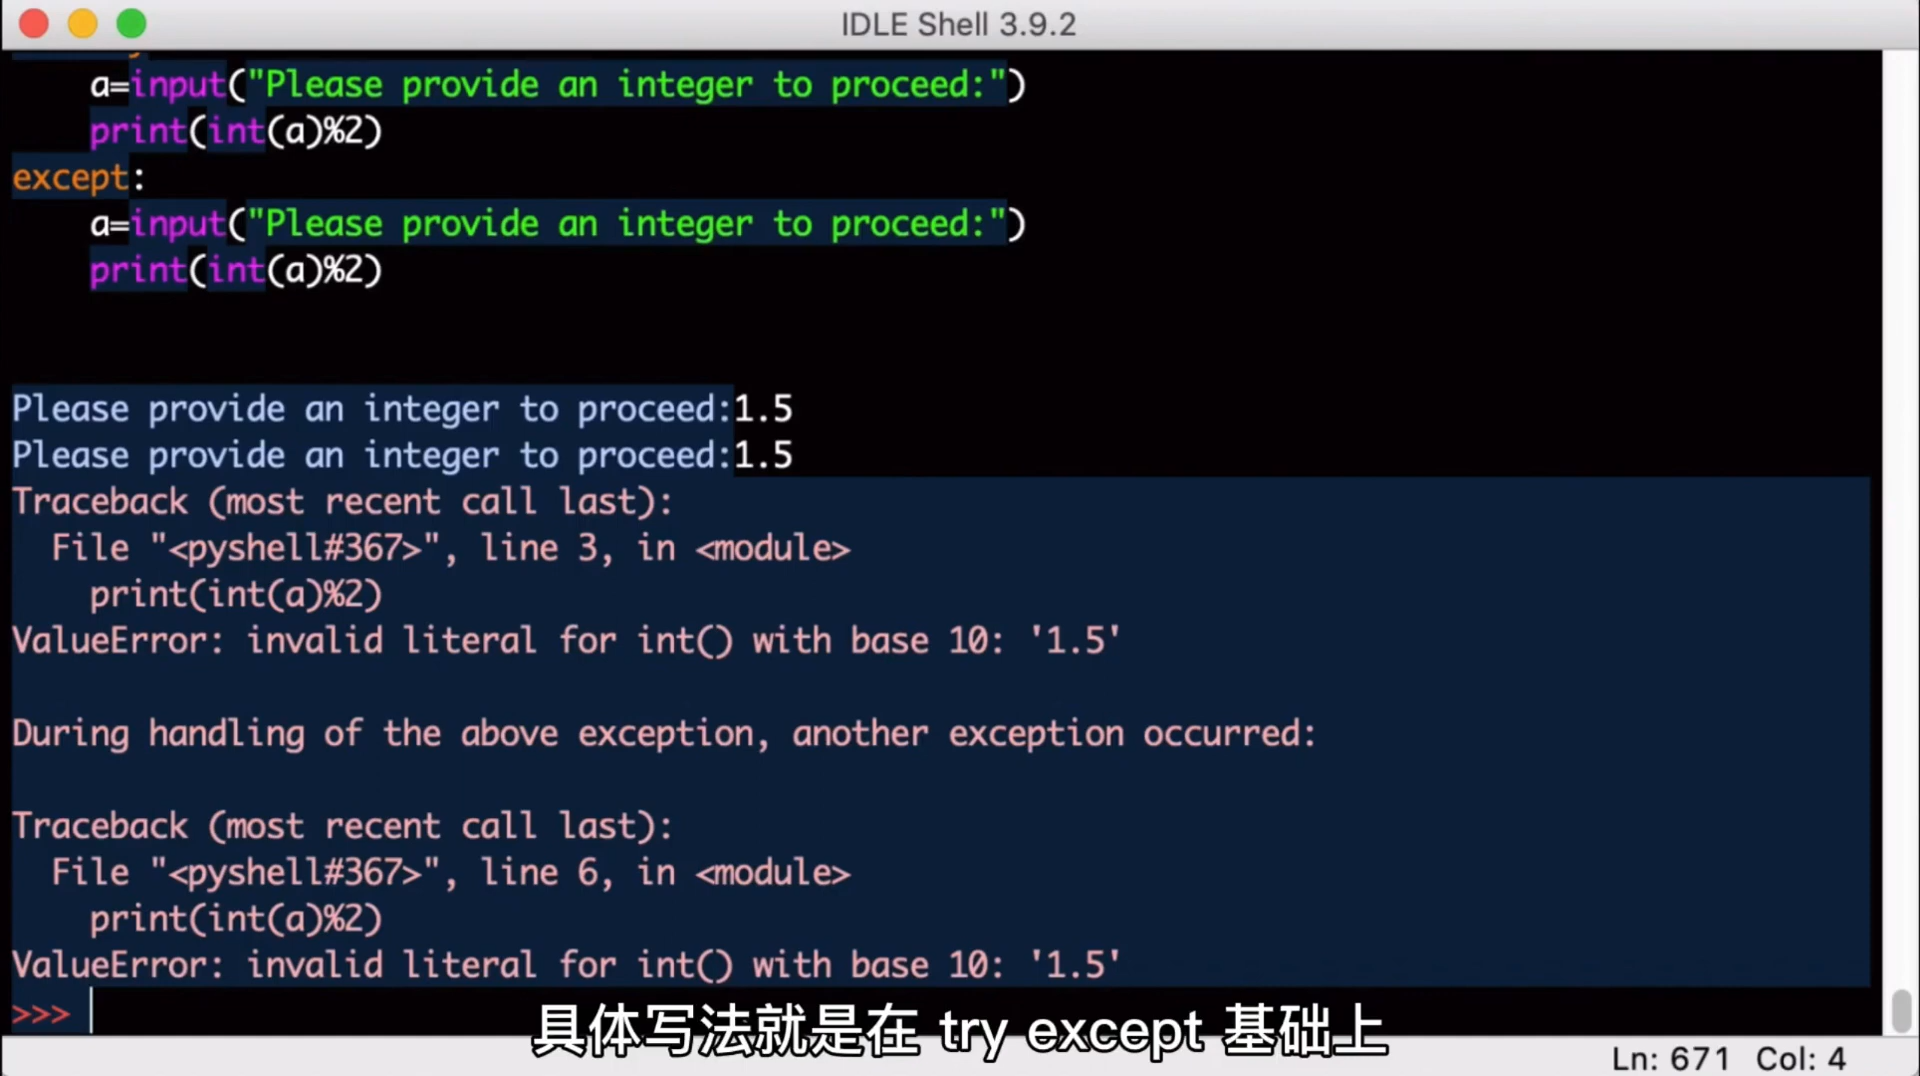 IDLE Shell 3.9.2
a=input("Please provide an integer to proceed:")
print(int(a)%2)
except:
a=input("Please provide an integer to proceed:")
print(int(a)%2)
Please provide an integer to proceed:1.5
Please provide an integer to proceed:1.5
Traceback (most recent call last):
File "<pyshell#367>", line 3, in <module>
print(int(a)%2)
ValueError: invalid literal for int() with base 10: '1.5'
During handling of the above exception, another exception occurred:
Traceback (most recent call last):
File "<pyshell#367>", line 6, in <module>
print(int(a)%2)
ValueError: invalid literal for int() with base 10: '1.5'
>>>
具体写法就是在 try except 基础上
Ln: 671 Col: 4